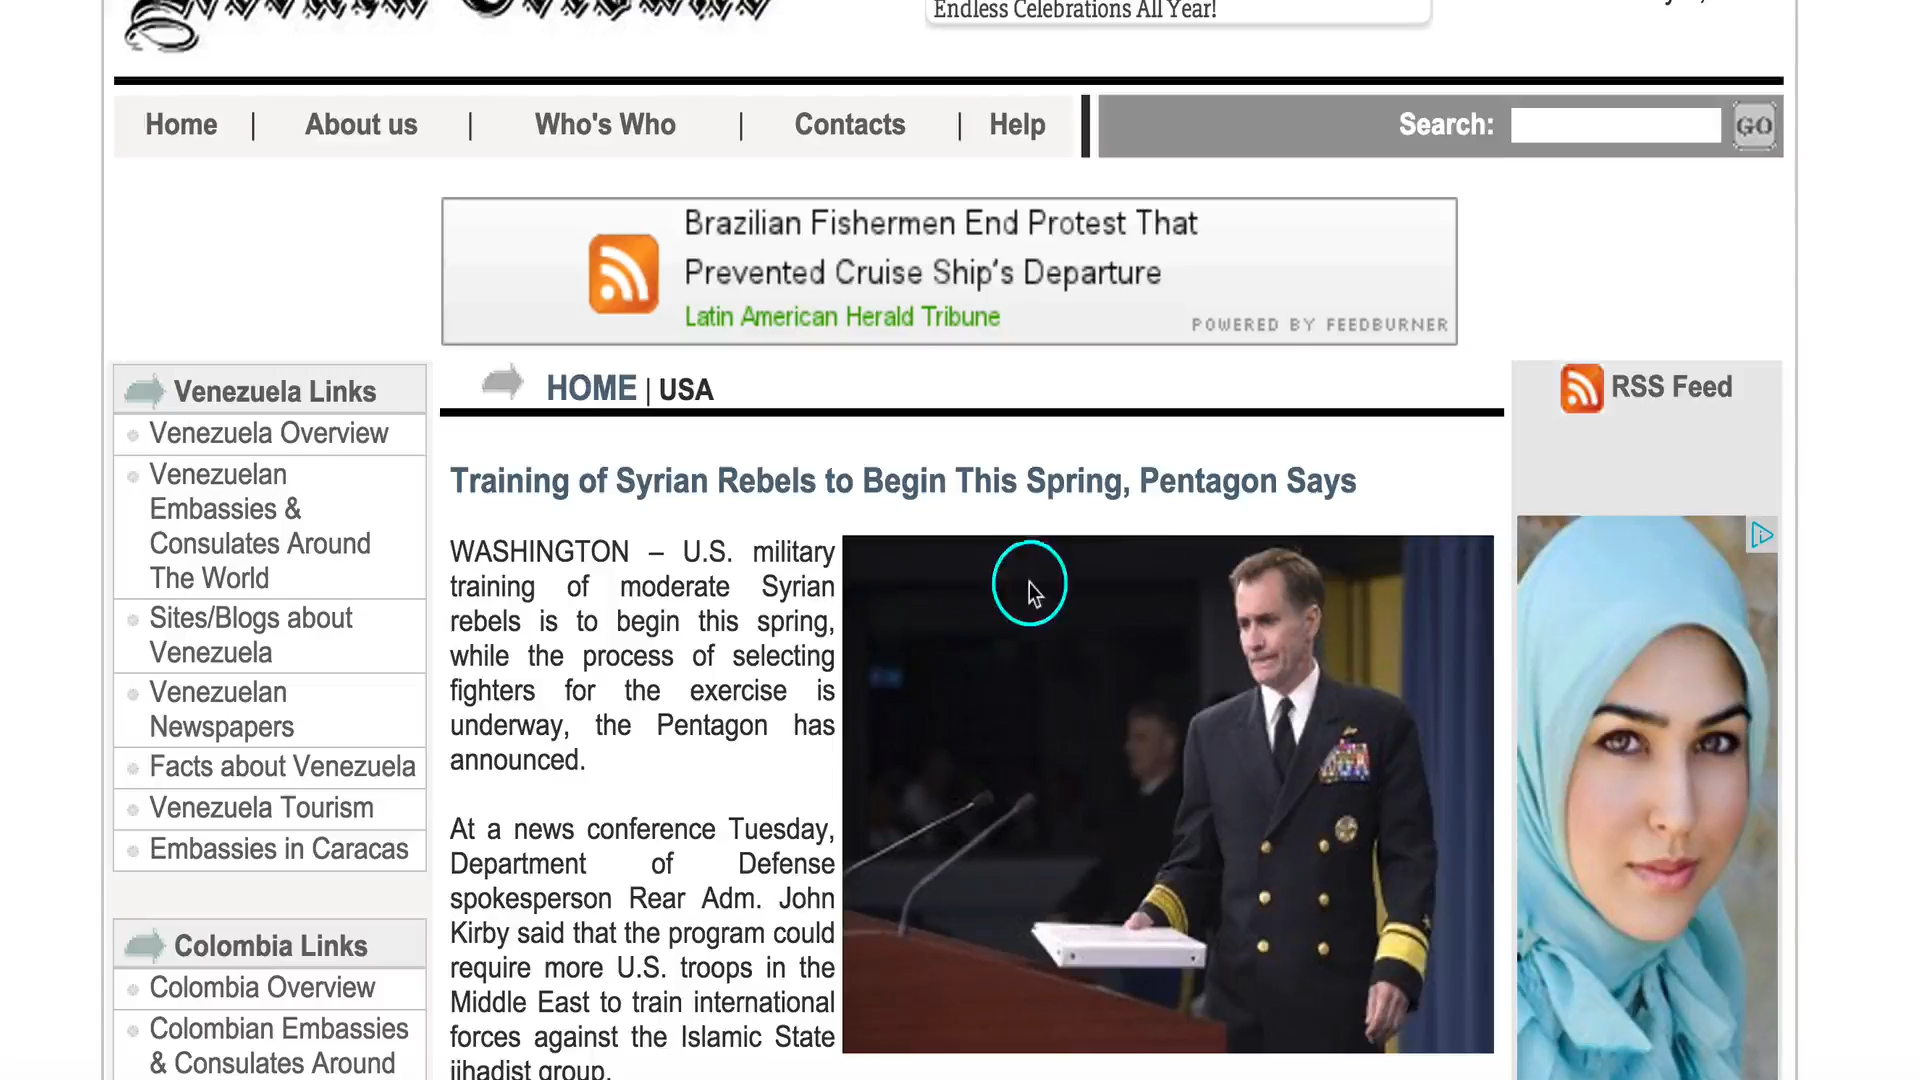 Endless Celebrations All Year!
Home | About us | Who's Who | Contacts | Help
Search:
GO
Brazilian Fishermen End Protest That
Prevented Cruise Ship's Departure
Latin American Herald Tribune
POWERED BY FEEDBURNER
Venezuela Links
Venezuela Overview
Venezuelan
Embassies &
Consulates Around
The World
Sites/Blogs about
Venezuela
Venezuelan
Newspapers
Facts about Venezuela
Venezuela Tourism
Embassies in Caracas
Colombia Links
Colombia Overview
Colombian Embassies
& Consulates Around
HOME | USA
Training of Syrian Rebels to Begin This Spring, Pentagon Says
WASHINGTON – U.S. military
training of moderate Syrian
rebels is to begin this spring,
while the process of selecting
fighters for the exercise is
underway, the Pentagon has
announced.
At a news conference Tuesday,
Department of Defense
spokesperson Rear Adm. John
Kirby said that the program could
require more U.S. troops in the
Middle East to train international
forces against the Islamic State
jihadist group.
RSS Feed